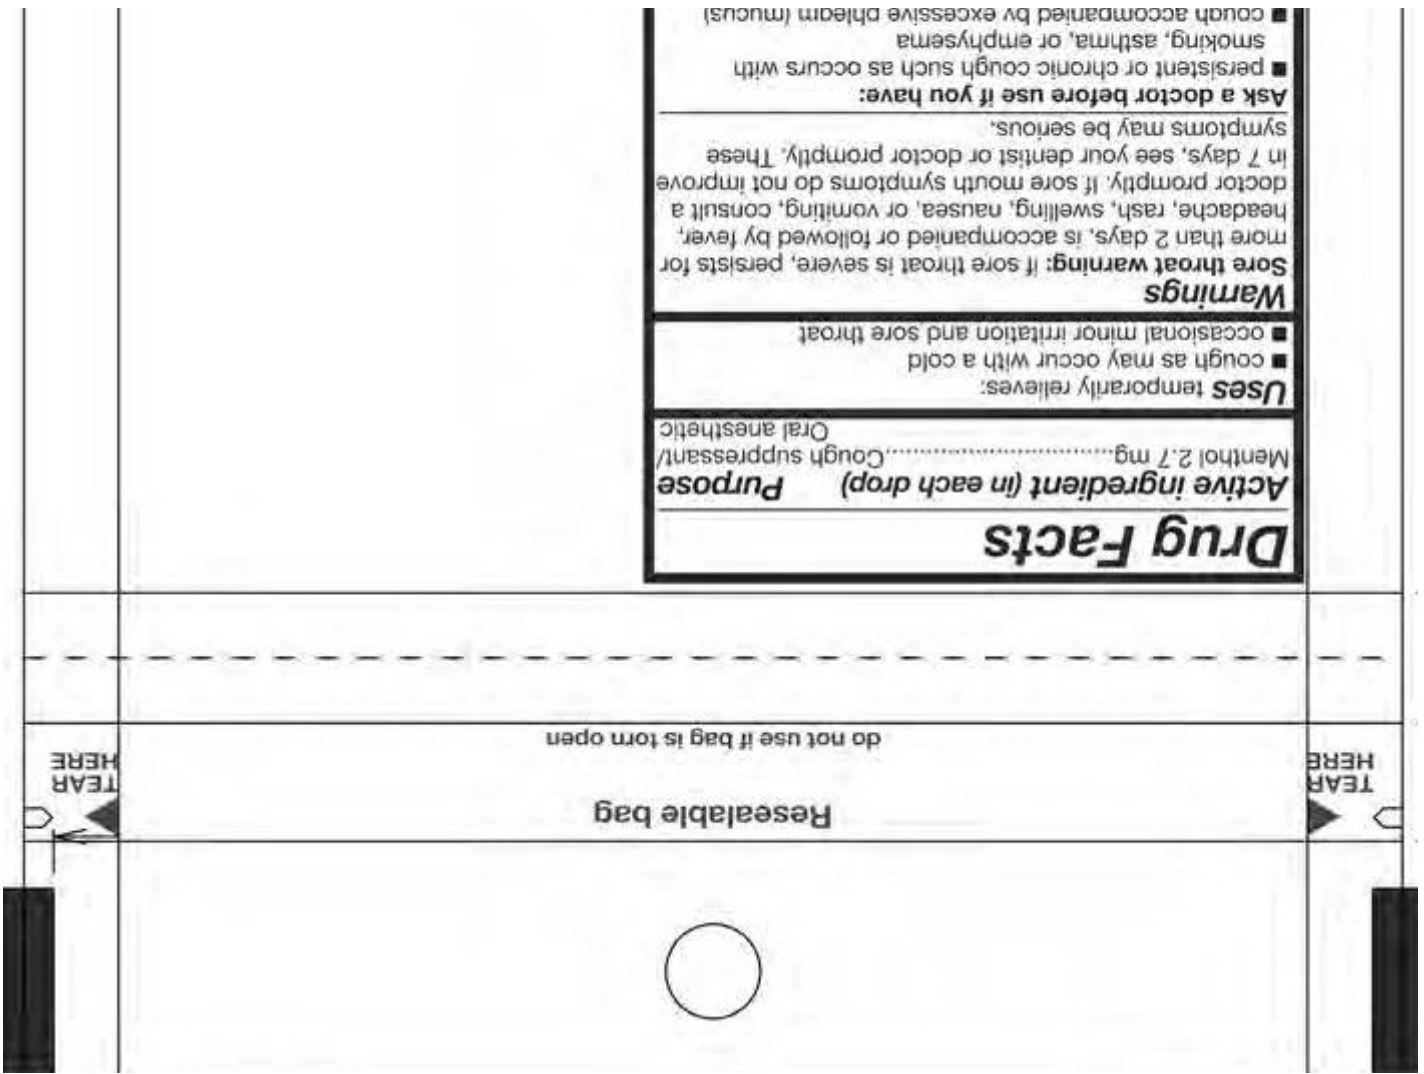 Resealable bag
TEAR
HERE
TEAR
HERE
do not use if bag is torn open
Drug Facts
Active ingredient (in each drop) Purpose
Menthol 2.7 mg..............................Cough suppressant/
Oral anesthetic
Uses temporarily relieves:
■ cough as may occur with a cold
■ occasional minor irritation and sore throat
Warnings
Sore throat warning: If sore throat is severe, persists for
more than 2 days, is accompanied or followed by fever,
headache, rash, swelling, nausea, or vomiting, consult a
doctor promptly. If sore mouth symptoms do not improve
in 7 days, see your dentist or doctor promptly. These
symptoms may be serious.
Ask a doctor before use if you have:
■ persistent or chronic cough such as occurs with
smoking, asthma, or emphysema
■ cough accompanied by excessive phlegm (mucus)